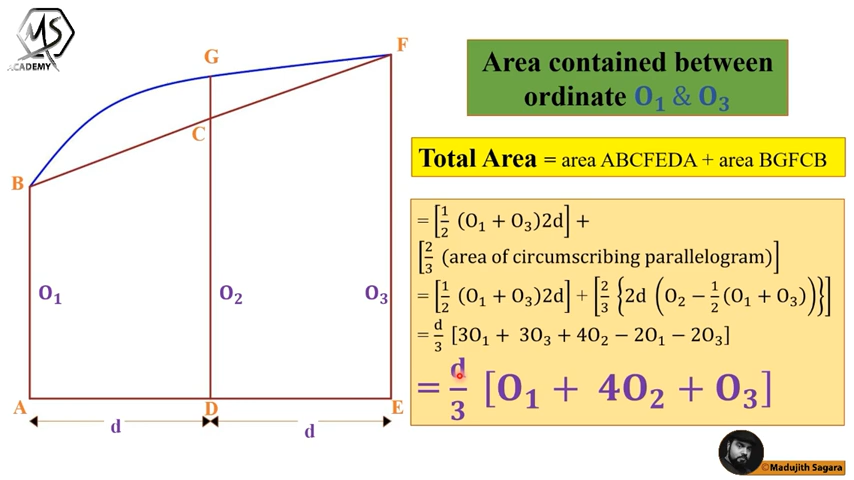 MS
ACADEMY
G
F
C
B
O₁
O₂
O₃
A
D
E
d
d
Area contained between
ordinate O₁ & O₃
Total Area = area ABCFEDA + area BGFCB
= [1/2 (O₁ + O₃)2d] +
[2/3 (area of circumscribing parallelogram)]
= [1/2 (O₁ + O₃)2d] + [2/3 {2d (O₂ − 1/2(O₁ + O₃))}]
= d/3 [3O₁ + 3O₃ + 4O₂ − 2O₁ − 2O₃]
= d/3 [O₁ + 4O₂ + O₃]
©Madujith Sagara